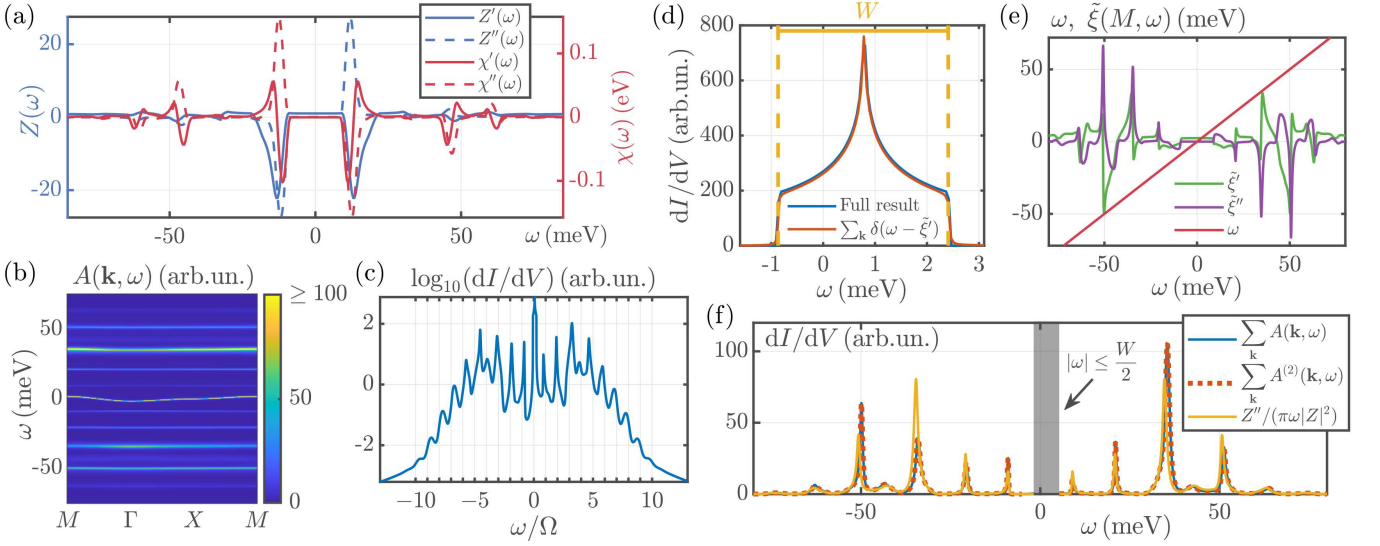 (a)
20
0
-20
Z(ω)
Z′(ω)
Z″(ω)
χ′(ω)
χ″(ω)
0.1
0
-0.1
χ(ω) (eV)
-50
0
50
ω (meV)
(b)
A(k, ω) (arb.un.)
50
0
-50
ω (meV)
M
Γ
X
M
≥ 100
50
0
(c)
log₁₀(dI/dV) (arb.un.)
2
0
-2
−10
−5
0
5
10
ω/Ω
(d)
W
800
600
400
200
0
dI/dV (arb.un.)
Full result
∑ₖ δ(ω − ξ̃′)
-1
0
1
2
3
ω (meV)
(e)
ω, ξ̃(M, ω) (meV)
50
0
-50
ξ̃′
ξ̃″
ω
-50
0
50
ω (meV)
(f)
dI/dV (arb.un.)
100
50
0
|ω| ≤ W/2
∑ₖ A(k, ω)
∑ₖ A⁽²⁾(k, ω)
Z″/(πω|Z|²)
-50
0
50
ω (meV)